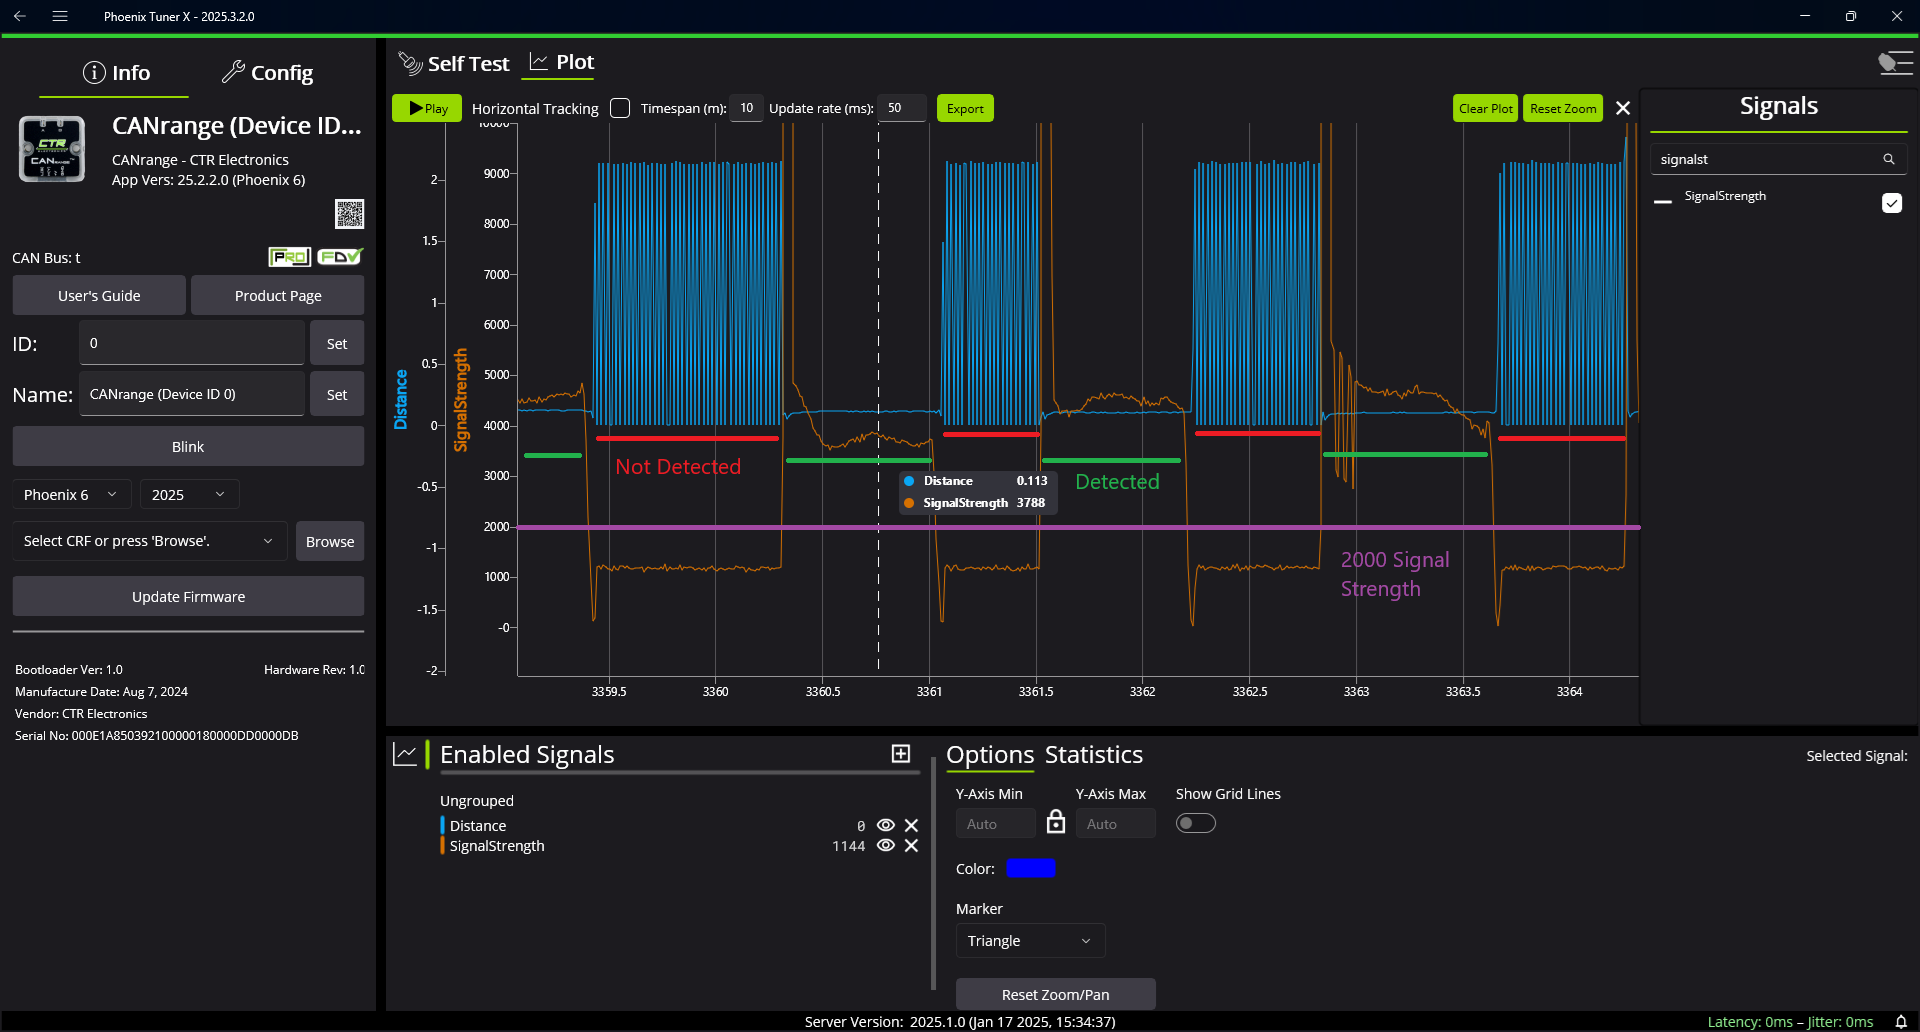 Phoenix Tuner X - 2025.3.2.0
Info
Config
CANrange (Device ID...
CANrange - CTR Electronics
App Vers: 25.2.2.0 (Phoenix 6)
CTR
CANrange
CAN Bus: t
PRO FDV
User's Guide
Product Page
ID:
0
Set
Name:
CANrange (Device ID 0)
Set
Blink
Phoenix 6
2025
Select CRF or press 'Browse'.
Browse
Update Firmware
Bootloader Ver: 1.0
Hardware Rev: 1.0
Manufacture Date: Aug 7, 2024
Vendor: CTR Electronics
Serial No: 000E1A850392100000180000DD0000DB
Self Test
Plot
Play
Horizontal Tracking
Timespan (m): 10
Update rate (ms): 50
Export
Clear Plot
Reset Zoom
Distance
2
1.5
1
0.5
0
-0.5
-1
-1.5
-2
SignalStrength
10000
9000
8000
7000
6000
5000
4000
3000
2000
1000
-0
Not Detected
Detected
Distance 0.113
SignalStrength 3788
2000 Signal
Strength
3359.5 3360 3360.5 3361 3361.5 3362 3362.5 3363 3363.5 3364
Signals
signalst
SignalStrength
Enabled Signals
Ungrouped
Distance 0
SignalStrength 1144
Options
Statistics
Selected Signal:
Y-Axis Min
Y-Axis Max
Show Grid Lines
Auto
Auto
Color:
Marker
Triangle
Reset Zoom/Pan
Server Version: 2025.1.0 (Jan 17 2025, 15:34:37)
Latency: 0ms – Jitter: 0ms